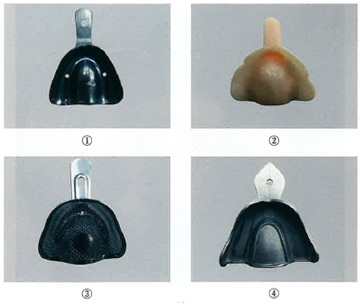 ①
②
③
④